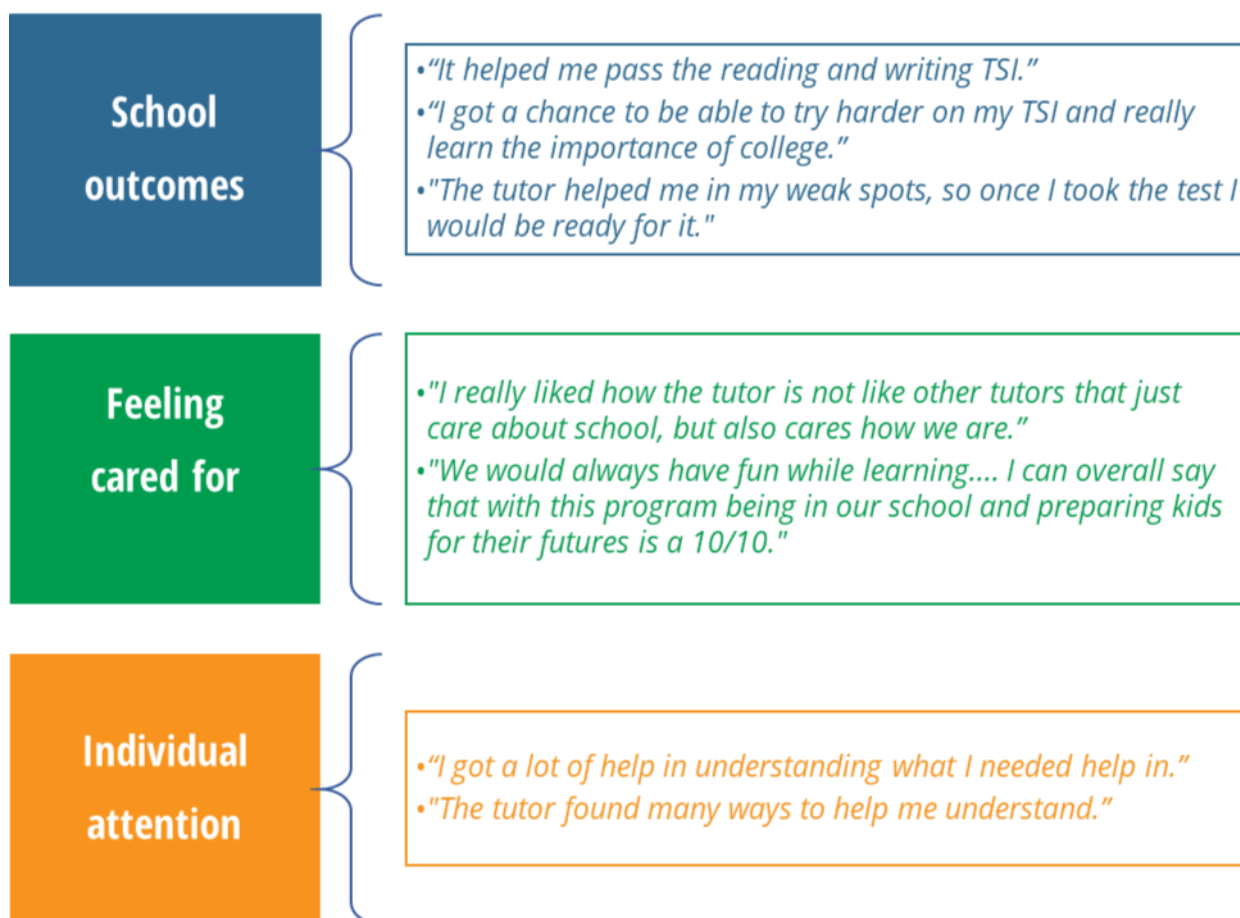 School
outcomes
•“It helped me pass the reading and writing TSI.”
•“I got a chance to be able to try harder on my TSI and really
learn the importance of college.”
•"The tutor helped me in my weak spots, so once I took the test I
would be ready for it."
Feeling
cared for
•"I really liked how the tutor is not like other tutors that just
care about school, but also cares how we are.”
•"We would always have fun while learning.... I can overall say
that with this program being in our school and preparing kids
for their futures is a 10/10."
Individual
attention
•“I got a lot of help in understanding what I needed help in.”
•"The tutor found many ways to help me understand.”